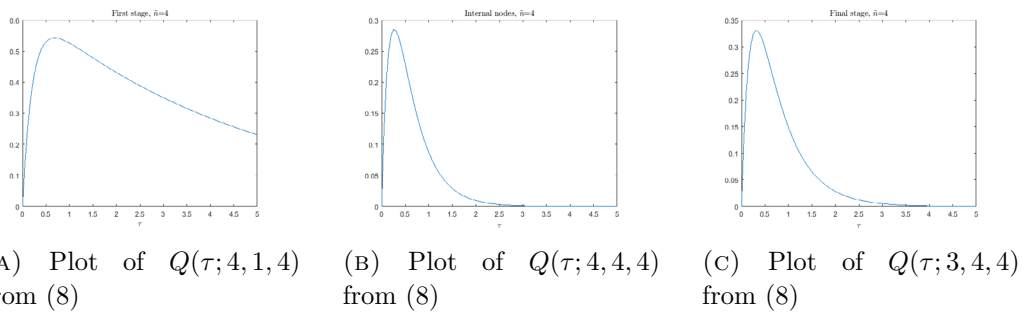 First stage, n̄=4
0.6
0.5
0.4
0.3
0.2
0.1
0
0 0.5 1 1.5 2 2.5 3 3.5 4 4.5 5
τ
Internal nodes, n̄=4
0.3
0.25
0.2
0.15
0.1
0.05
0
0 0.5 1 1.5 2 2.5 3 3.5 4 4.5 5
τ
Final stage, n̄=4
0.35
0.3
0.25
0.2
0.15
0.1
0.05
0
0 0.5 1 1.5 2 2.5 3 3.5 4 4.5 5
τ
A) Plot of Q(τ; 4, 1, 4)
rom (8)
(B) Plot of Q(τ; 4, 4, 4)
from (8)
(C) Plot of Q(τ; 3, 4, 4)
from (8)